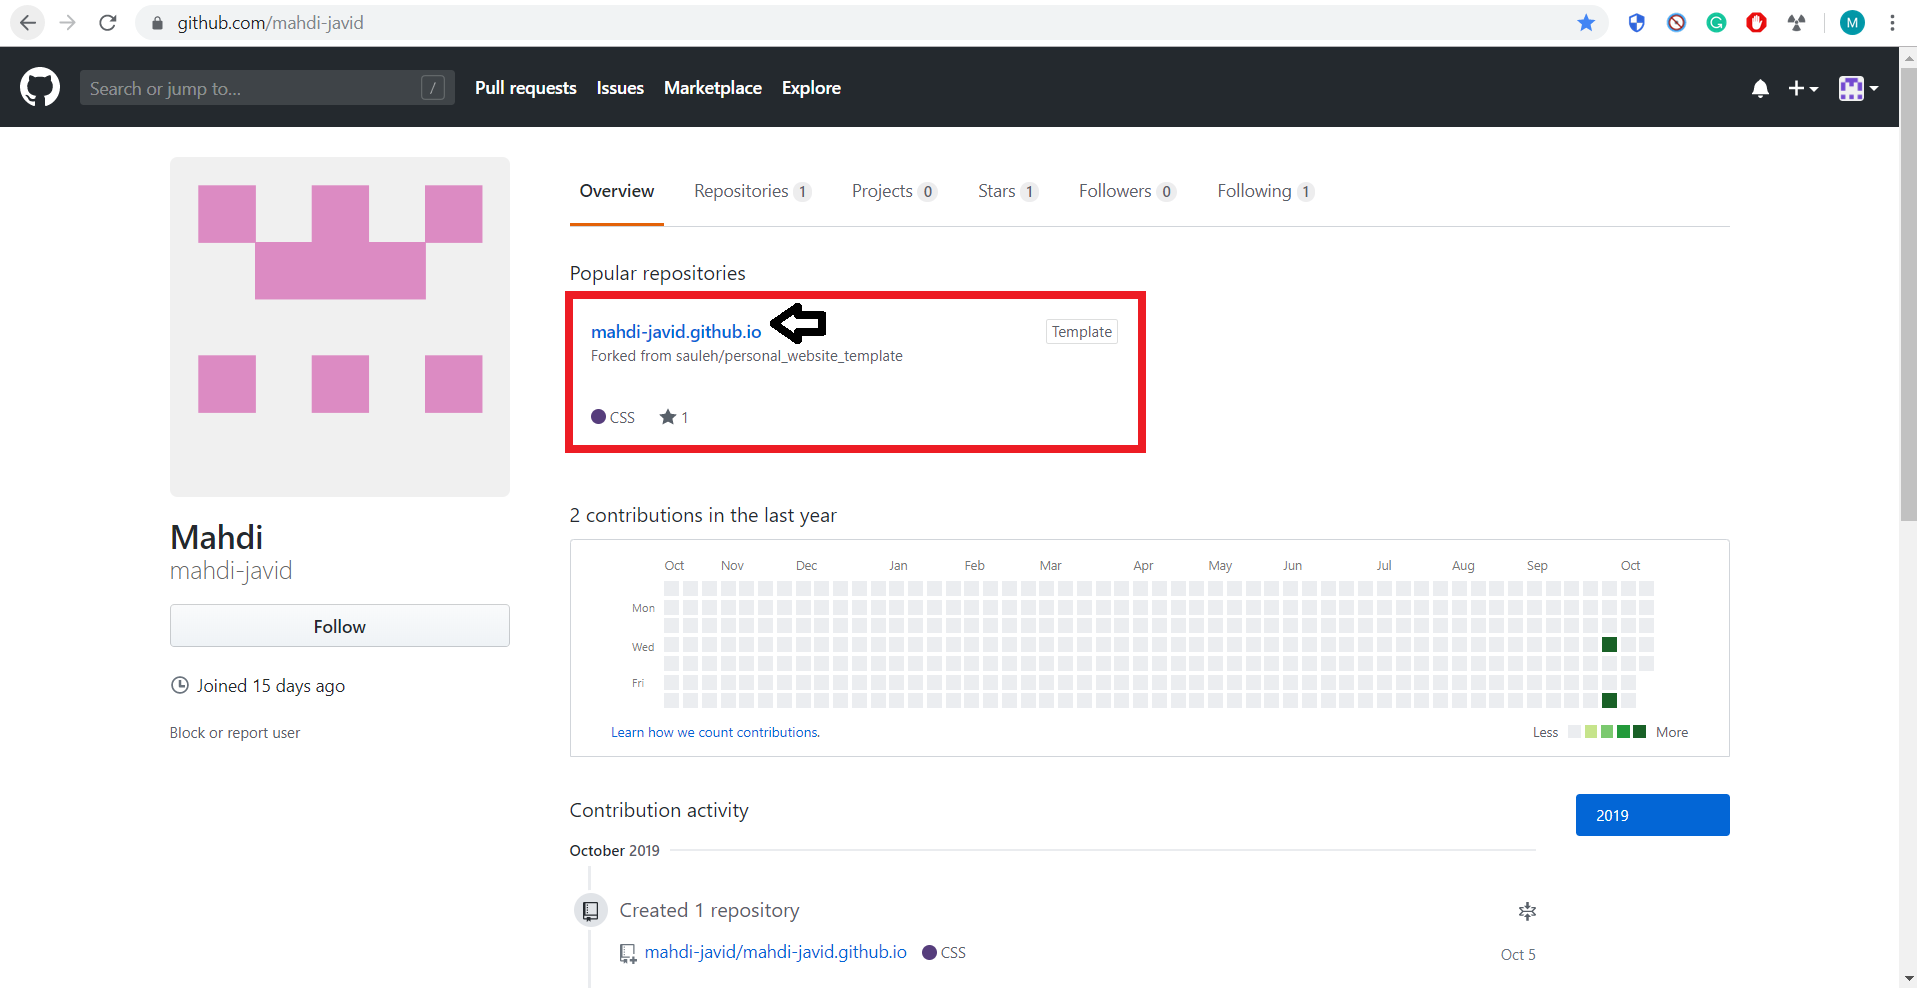 github.com/mahdi-javid
M
Search or jump to... /
Pull requests Issues Marketplace Explore
Overview Repositories 1 Projects 0 Stars 1 Followers 0 Following 1
Popular repositories
mahdi-javid.github.io Template
Forked from sauleh/personal_website_template
CSS 1
Mahdi
mahdi-javid
Follow
Joined 15 days ago
Block or report user
2 contributions in the last year
Oct Nov Dec Jan Feb Mar Apr May Jun Jul Aug Sep Oct
Mon
Wed
Fri
Learn how we count contributions. Less More
Contribution activity
2019
October 2019
Created 1 repository
mahdi-javid/mahdi-javid.github.io CSS Oct 5